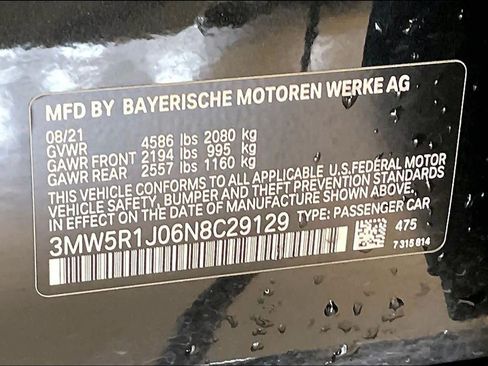 MFD BY BAYERISCHE MOTOREN WERKE AG
08/21
GVWR 4586 lbs 2080 kg
GAWR FRONT 2194 lbs 995 kg
GAWR REAR 2557 lbs 1160 kg
THIS VEHICLE CONFORMS TO ALL APPLICABLE U.S.FEDERAL MOTOR
VEHICLE SAFETY, BUMPER AND THEFT PREVENTION STANDARDS
IN EFFECT ON THE DATE OF MANUFACTURE SHOWN ABOVE.
3MW5R1J06N8C29129 TYPE: PASSENGER CAR
475
7 315 814